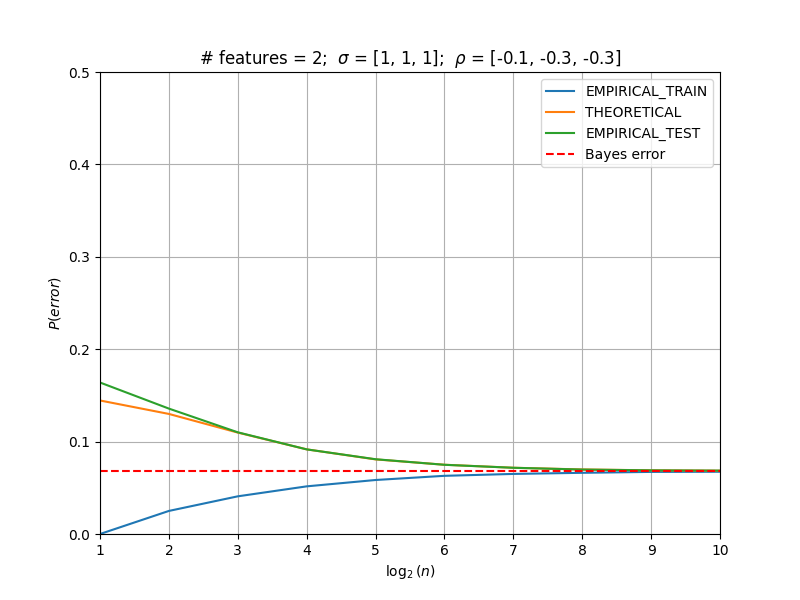 # features = 2; σ = [1, 1, 1]; ρ = [-0.1, -0.3, -0.3]
EMPIRICAL_TRAIN
THEORETICAL
EMPIRICAL_TEST
Bayes error
P(error)
0.5
0.4
0.3
0.2
0.1
0.0
1 2 3 4 5 6 7 8 9 10
log₂(n)